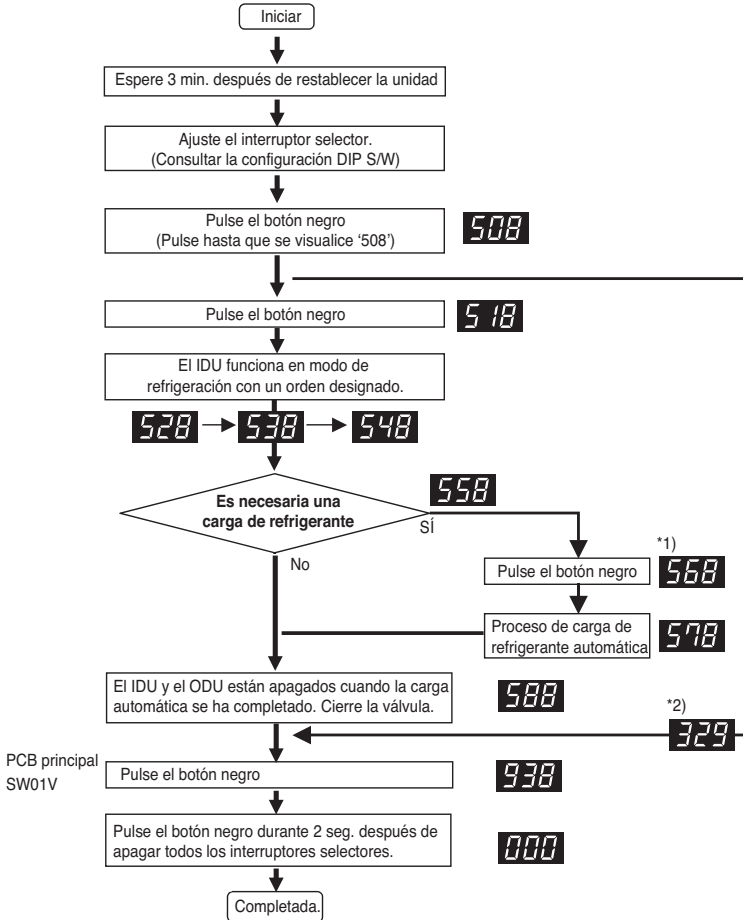 Iniciar
Espere 3 min. después de restablecer la unidad
Ajuste el interruptor selector.
(Consultar la configuración DIP S/W)
Pulse el botón negro
(Pulse hasta que se visualice ‘508’)
508
Pulse el botón negro
518
El IDU funciona en modo de
refrigeración con un orden designado.
528
538
548
Es necesaria una
carga de refrigerante
558
SÍ
No
*1)
Pulse el botón negro
568
Proceso de carga de
refrigerante automática
578
El IDU y el ODU están apagados cuando la carga
automática se ha completado. Cierre la válvula.
588
*2)
329
PCB principal
SW01V
Pulse el botón negro
938
Pulse el botón negro durante 2 seg. después de
apagar todos los interruptores selectores.
000
Completada.